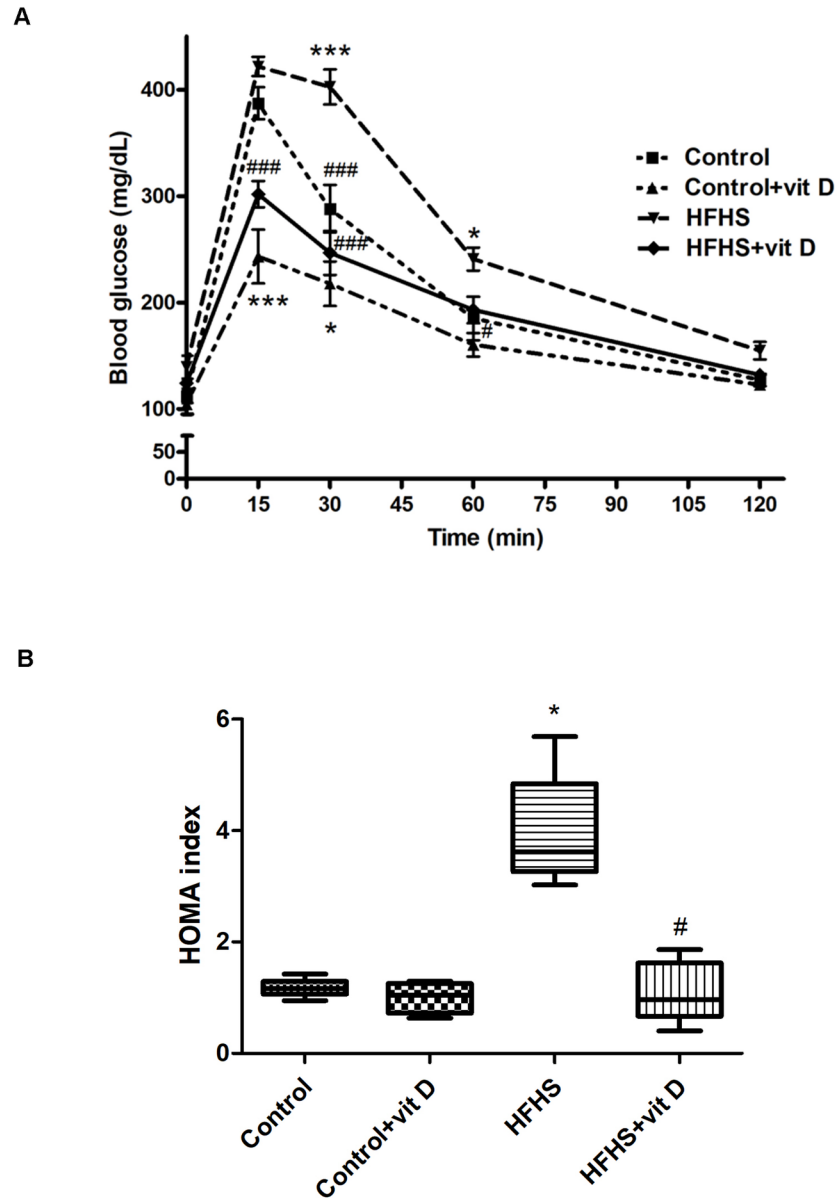 A
Blood glucose (mg/dL)
400
300
200
100
50
0
***
###
###
###
***
*
*
#
Control
Control+vit D
HFHS
HFHS+vit D
0 15 30 45 60 75 90 105 120
Time (min)
B
HOMA index
6
4
2
0
*
#
Control
Control+vit D
HFHS
HFHS+vit D